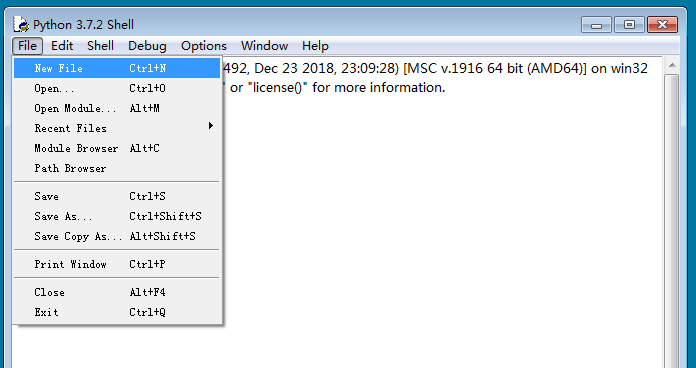 Python 3.7.2 Shell
File Edit Shell Debug Options Window Help
492, Dec 23 2018, 23:09:28) [MSC v.1916 64 bit (AMD64)] on win32
" or "license()" for more information.
New File Ctrl+N
Open... Ctrl+O
Open Module... Alt+M
Recent Files
Module Browser Alt+C
Path Browser
Save Ctrl+S
Save As... Ctrl+Shift+S
Save Copy As... Alt+Shift+S
Print Window Ctrl+P
Close Alt+F4
Exit Ctrl+Q